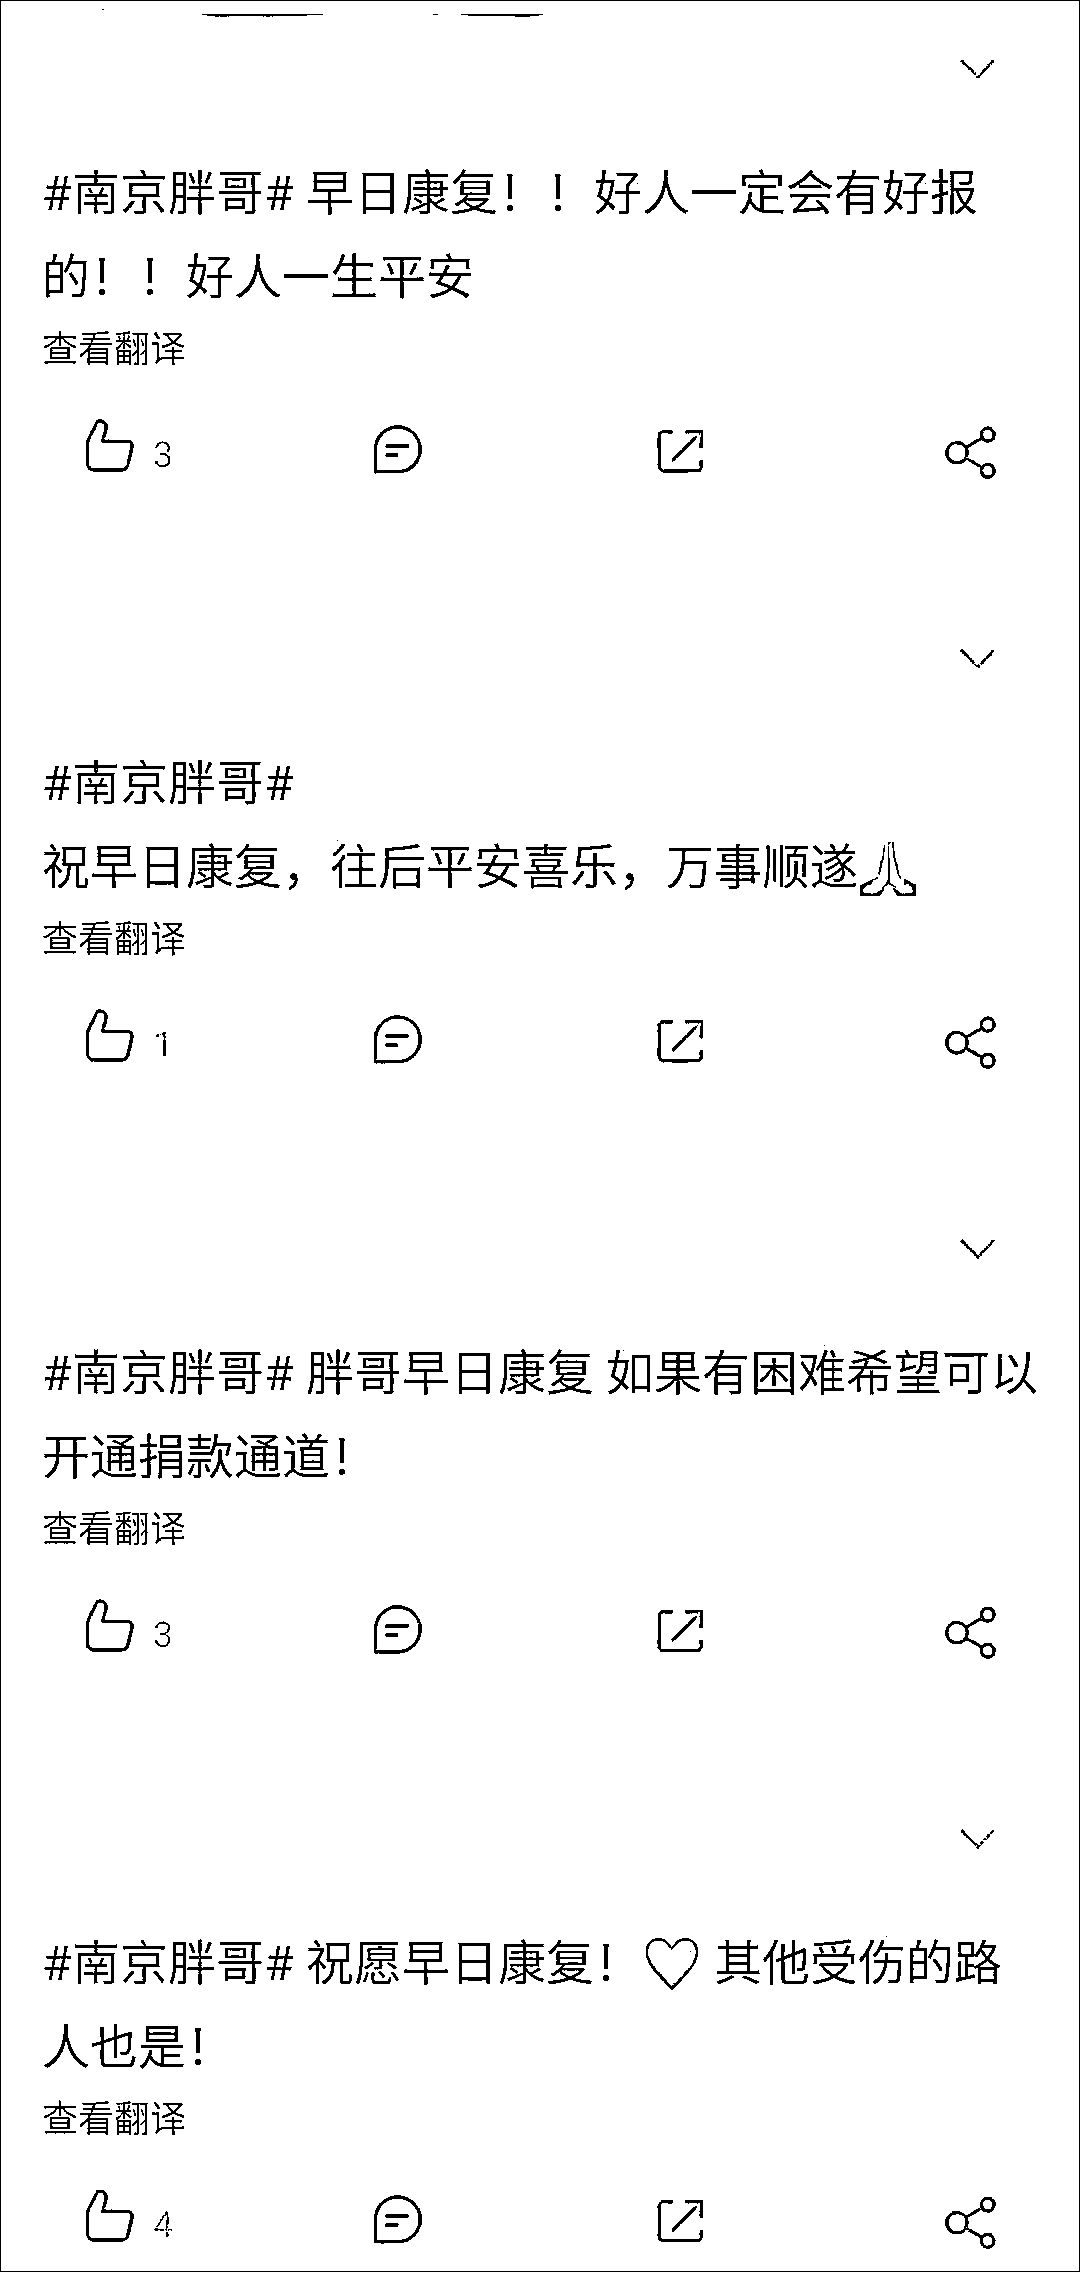 #南京胖哥# 早日康复！！好人一定会有好报
的！！好人一生平安
查看翻译
3
#南京胖哥#
祝早日康复，往后平安喜乐，万事顺遂🙏
查看翻译
1
#南京胖哥# 胖哥早日康复 如果有困难希望可以
开通捐款通道！
查看翻译
3
#南京胖哥# 祝愿早日康复！♡ 其他受伤的路
人也是！
查看翻译
4